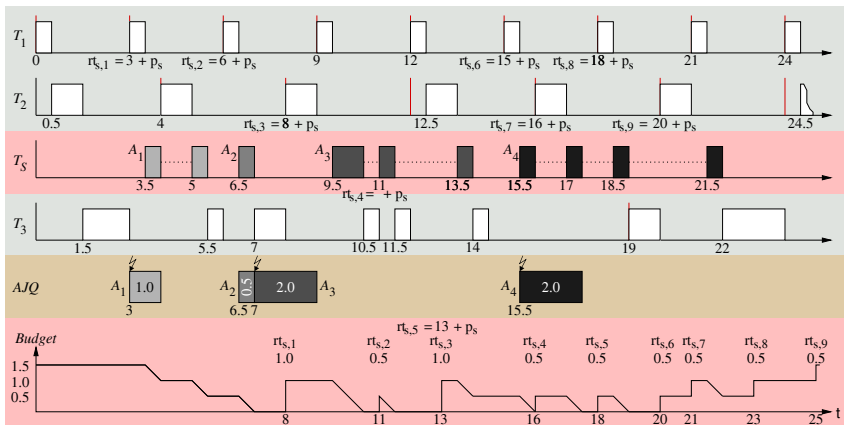 T1
0 rts,1 = 3 + ps rts,2 = 6 + ps 9 12 rts,6 = 15 + ps rts,8 = 18 + ps 21 24
T2
0.5 4 rts,3 = 8 + ps 12.5 rts,7 = 16 + ps rts,9 = 20 + ps 24.5
TS A1 A2 A3 A4
3.5 5 6.5 9.5 11 13.5 15.5 17 18.5 21.5
rts,4 = + ps
T3
1.5 5.5 7 10.5 11.5 14 19 22
AJQ A1 1.0 A2 0.5 2.0 A3 A4 2.0
3 6.5 7 15.5
rts,5 = 13 + ps
Budget rts,1 rts,2 rts,3 rts,4 rts,5 rts,6 rts,7 rts,8 rts,9
1.0 0.5 1.0 0.5 0.5 0.5 0.5 0.5 0.5
1.5
1.0
0.5
8 11 13 16 18 20 21 23 25 t